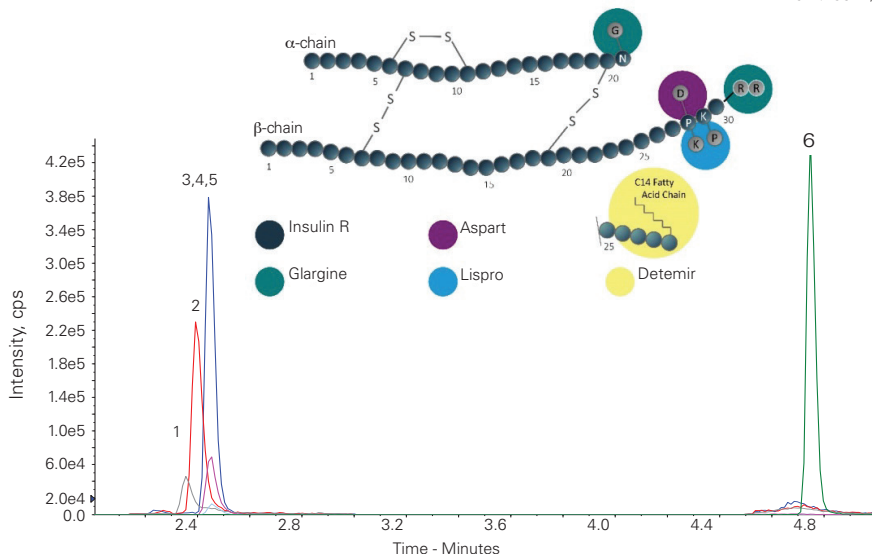 α-chain
S S
G
N
1 5 10 15 20
S
S
S
S
β-chain
1 5 10 15 20 25 30
D
P K
K P
R R
C14 Fatty
Acid Chain
25
Insulin R
Aspart
Glargine
Lispro
Detemir
Intensity, cps
4.2e5
3.8e5
3.4e5
3.0e5
2.6e5
2.2e5
1.8e5
1.4e5
1.0e5
6.0e4
2.0e4
0.0
1
2
3,4,5
6
2.4 2.8 3.2 3.6 4.0 4.4 4.8
Time - Minutes